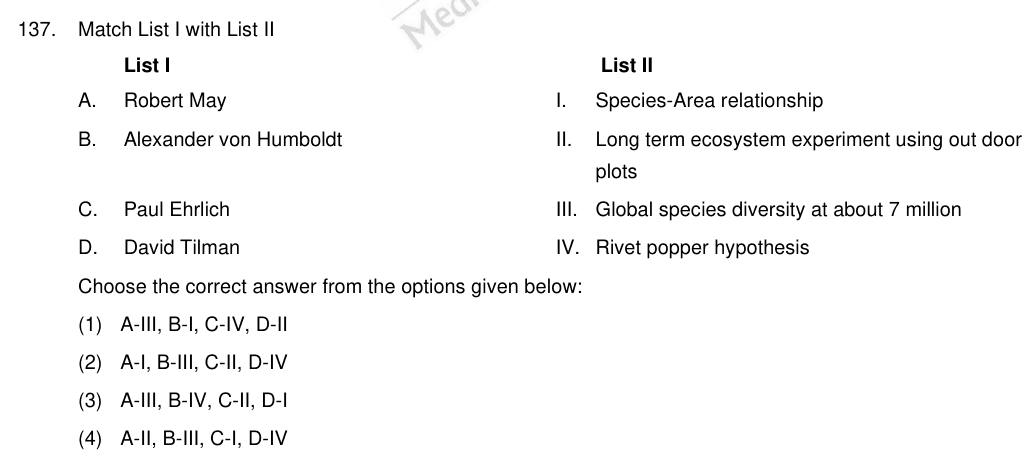 Medi
137. Match List I with List II
List I List II
A. Robert May I. Species-Area relationship
B. Alexander von Humboldt II. Long term ecosystem experiment using out door
plots
C. Paul Ehrlich III. Global species diversity at about 7 million
D. David Tilman IV. Rivet popper hypothesis
Choose the correct answer from the options given below:
(1) A-III, B-I, C-IV, D-II
(2) A-I, B-III, C-II, D-IV
(3) A-III, B-IV, C-II, D-I
(4) A-II, B-III, C-I, D-IV